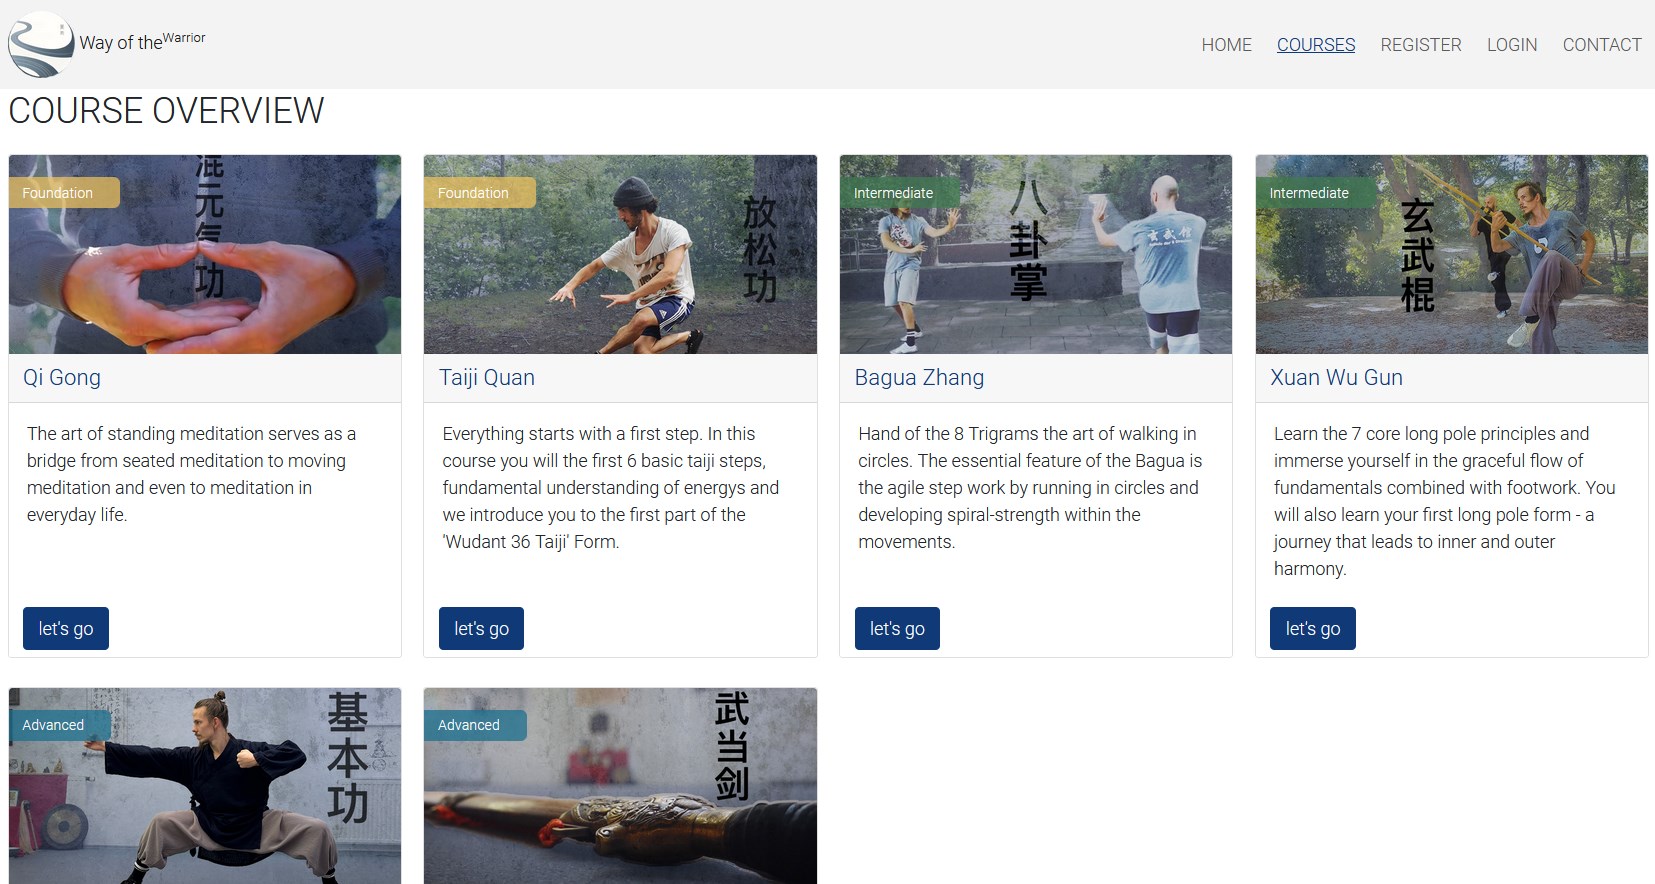 Way of theWarrior
HOME COURSES REGISTER LOGIN CONTACT
COURSE OVERVIEW
Foundation
混元气功
Qi Gong
The art of standing meditation serves as a
bridge from seated meditation to moving
meditation and even to meditation in
everyday life.
let's go
Foundation
放松功
Taiji Quan
Everything starts with a first step. In this
course you will the first 6 basic taiji steps,
fundamental understanding of energys and
we introduce you to the first part of the
'Wudant 36 Taiji' Form.
let's go
Intermediate
八卦掌
玄武馆
Bagua Zhang
Hand of the 8 Trigrams the art of walking in
circles. The essential feature of the Bagua is
the agile step work by running in circles and
developing spiral-strength within the
movements.
let's go
Intermediate
玄武棍
Xuan Wu Gun
Learn the 7 core long pole principles and
immerse yourself in the graceful flow of
fundamentals combined with footwork. You
will also learn your first long pole form - a
journey that leads to inner and outer
harmony.
let's go
Advanced
基本功
Advanced
武当剑